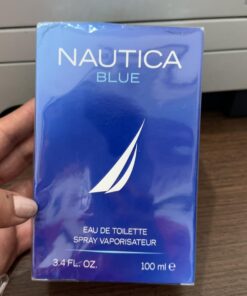 NAUTICA
BLUE
EAU DE TOILETTE
SPRAY VAPORISATEUR
3.4 FL. OZ. 100 ml e